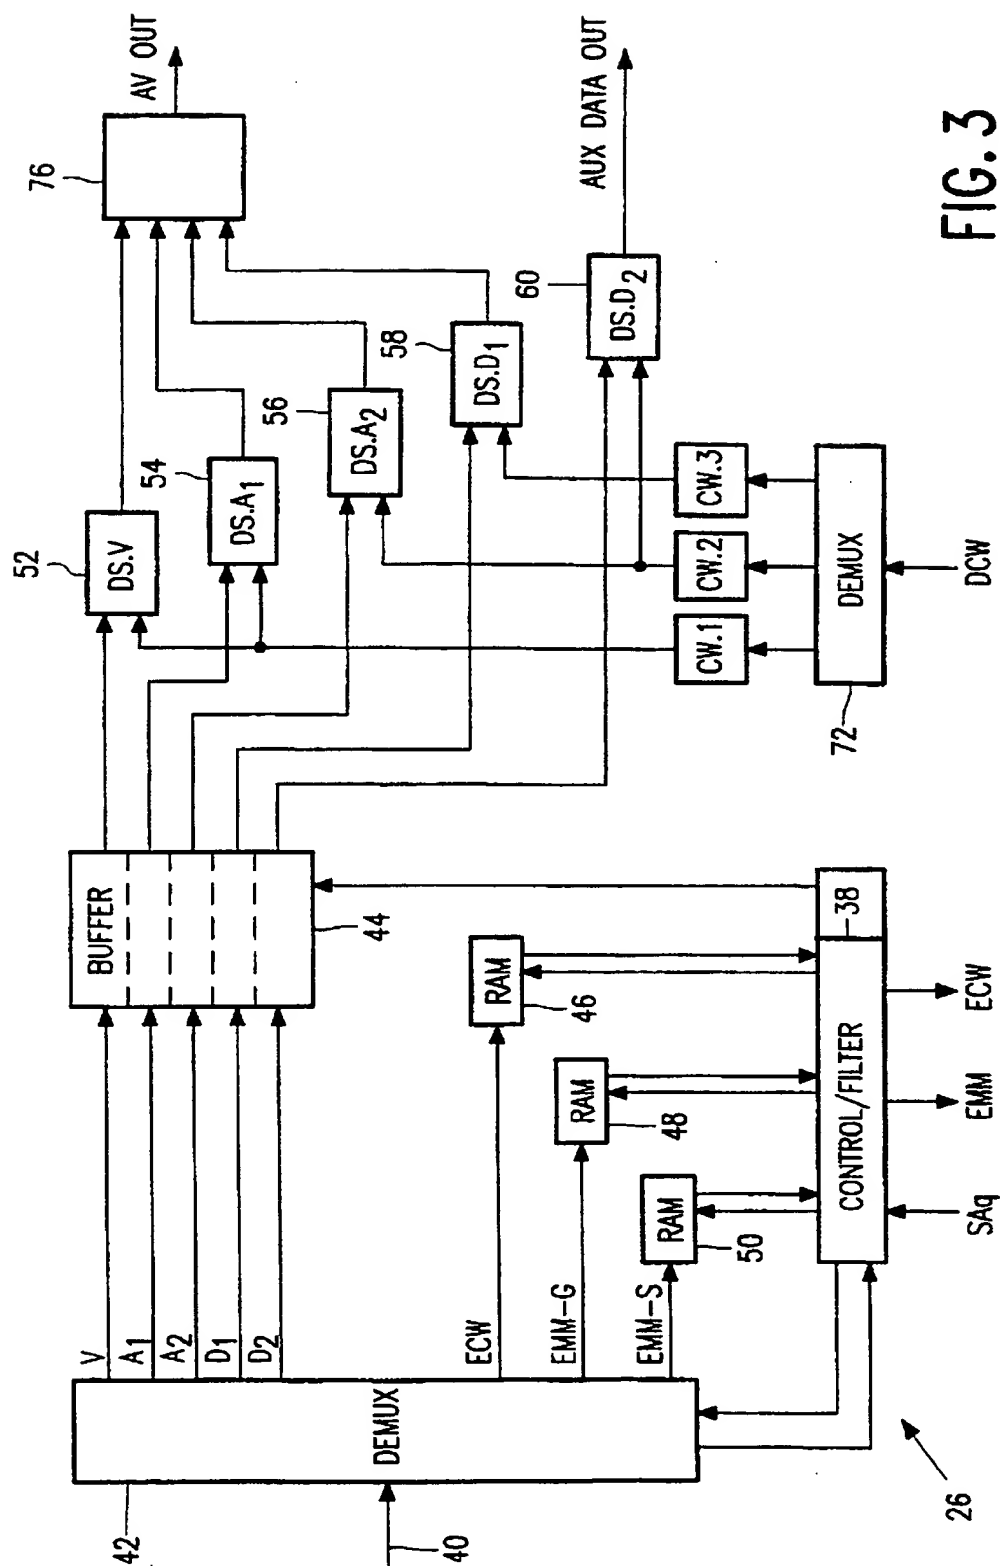 40
42
DEMUX
V
A1
A2
D1
D2
ECW
EMM-G
EMM-S
BUFFER
44
RAM
46
RAM
48
RAM
50
CONTROL/FILTER
38
SAq
EMM
ECW
26
52
DS.V
54
DS.A1
56
DS.A2
58
DS.D1
60
DS.D2
76
AV OUT
AUX DATA OUT
CW.1
CW.2
CW.3
72
DEMUX
DCW
FIG. 3